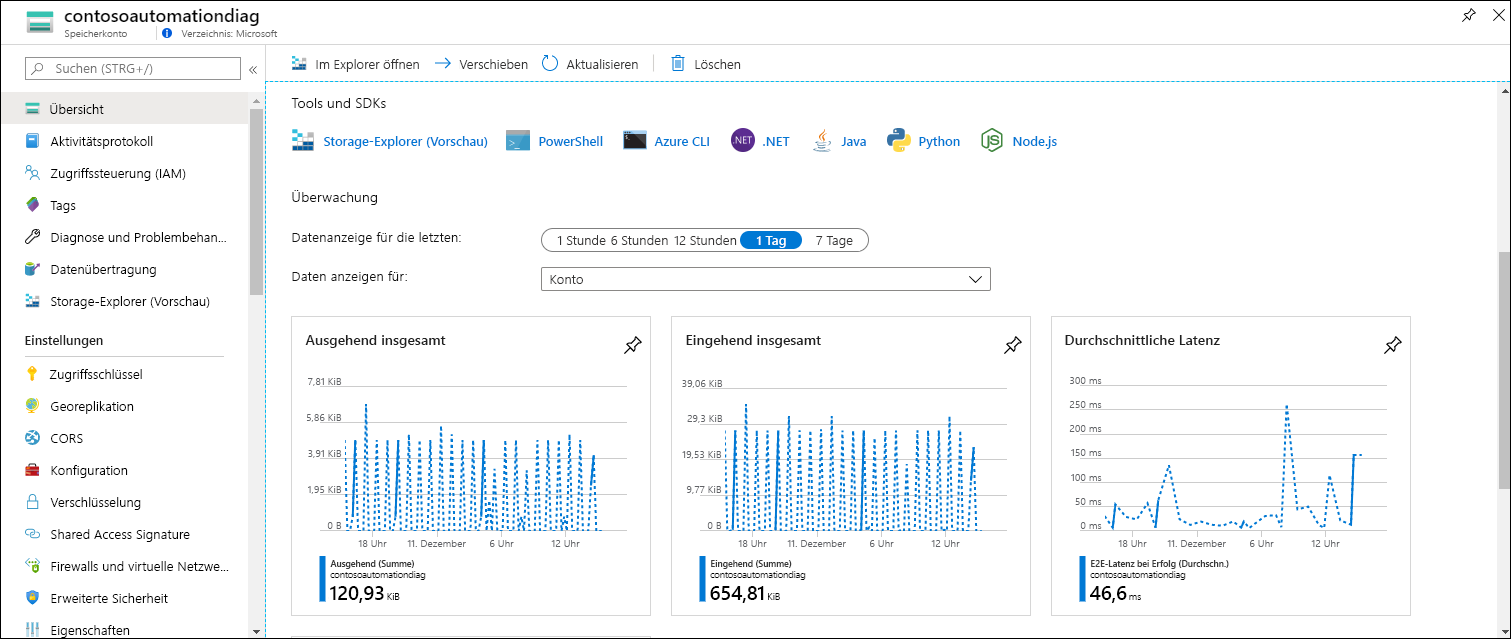 contosoautomationdiag
Speicherkonto
Verzeichnis: Microsoft
Suchen (STRG+/)
Übersicht
Aktivitätsprotokoll
Zugriffssteuerung (IAM)
Tags
Diagnose und Problembehan...
Datenübertragung
Storage-Explorer (Vorschau)
Einstellungen
Zugriffsschlüssel
Georeplikation
CORS
Konfiguration
Verschlüsselung
Shared Access Signature
Firewalls und virtuelle Netzwe...
Erweiterte Sicherheit
Eigenschaften
Im Explorer öffnen Verschieben Aktualisieren Löschen
Tools und SDKs
Storage-Explorer (Vorschau) PowerShell Azure CLI NET .NET Java Python JS Node.js
Überwachung
Datenanzeige für die letzten: 1 Stunde 6 Stunden 12 Stunden 1 Tag 7 Tage
Daten anzeigen für: Konto
Ausgehend insgesamt
7,81 KiB
5,86 KiB
3,91 KiB
1,95 KiB
0 B
18 Uhr 11. Dezember 6 Uhr 12 Uhr
Ausgehend (Summe)
contosoautomationdiag
120,93 KiB
Eingehend insgesamt
39,06 KiB
29,3 KiB
19,53 KiB
9,77 KiB
0 B
18 Uhr 11. Dezember 6 Uhr 12 Uhr
Eingehend (Summe)
contosoautomationdiag
654,81 KiB
Durchschnittliche Latenz
300 ms
250 ms
200 ms
150 ms
100 ms
50 ms
0 ms
18 Uhr 11. Dezember 6 Uhr 12 Uhr
E2E-Latenz bei Erfolg (Durchschn.)
contosoautomationdiag
46,6 ms